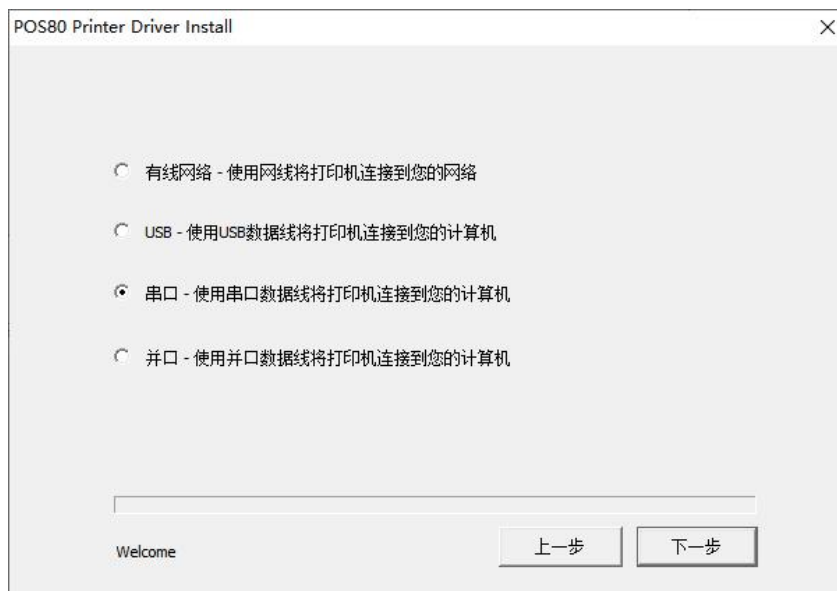 POS80 Printer Driver Install
有线网络 - 使用网线将打印机连接到您的网络
USB - 使用USB数据线将打印机连接到您的计算机
串口 - 使用串口数据线将打印机连接到您的计算机
并口 - 使用并口数据线将打印机连接到您的计算机
Welcome
上一步
下一步